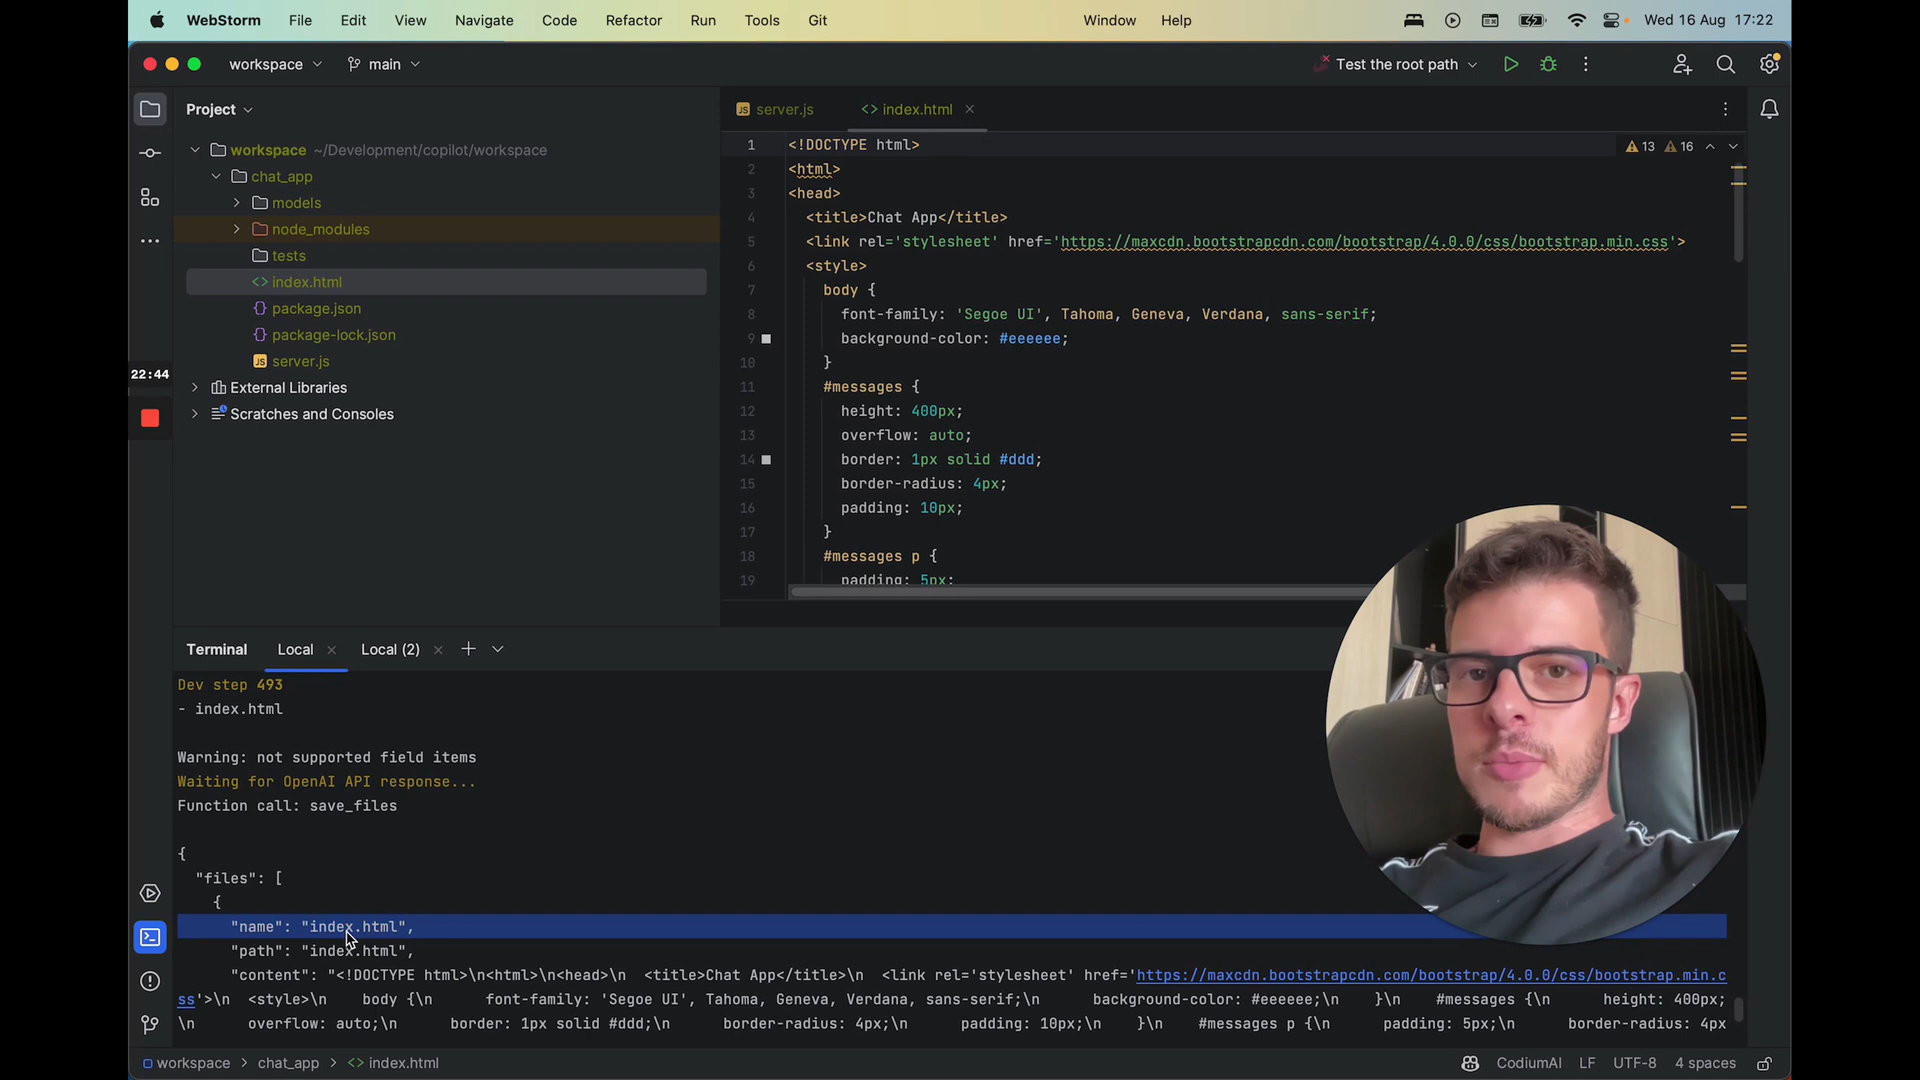 WebStorm File Edit View Navigate Code Refactor Run Tools Git Window Help Wed 16 Aug 17:22
workspace main Test the root path
Project
server.js index.html
workspace ~/Development/copilot/workspace
chat_app
models
node_modules
tests
index.html
package.json
package-lock.json
server.js
External Libraries
Scratches and Consoles
22:44
13 16
1 <!DOCTYPE html>
2 <html>
3 <head>
4 <title>Chat App</title>
5 <link rel='stylesheet' href='https://maxcdn.bootstrapcdn.com/bootstrap/4.0.0/css/bootstrap.min.css'>
6 <style>
7 body {
8 font-family: 'Segoe UI', Tahoma, Geneva, Verdana, sans-serif;
9 background-color: #eeeeee;
10 }
11 #messages {
12 height: 400px;
13 overflow: auto;
14 border: 1px solid #ddd;
15 border-radius: 4px;
16 padding: 10px;
17 }
18 #messages p {
19 padding: 5px;
Terminal Local Local (2)
Dev step 493
- index.html
Warning: not supported field items
Waiting for OpenAI API response...
Function call: save_files
{
"files": [
{
"name": "index.html",
"path": "index.html",
"content": "<!DOCTYPE html>\n<html>\n<head>\n  <title>Chat App</title>\n  <link rel='stylesheet' href='https://maxcdn.bootstrapcdn.com/bootstrap/4.0.0/css/bootstrap.min.c
ss'>\n  <style>\n    body {\n      font-family: 'Segoe UI', Tahoma, Geneva, Verdana, sans-serif;\n      background-color: #eeeeee;\n    }\n    #messages {\n      height: 400px;
\n      overflow: auto;\n      border: 1px solid #ddd;\n      border-radius: 4px;\n      padding: 10px;\n    }\n    #messages p {\n      padding: 5px;\n      border-radius: 4px
workspace > chat_app > <> index.html CodiumAI LF UTF-8 4 spaces